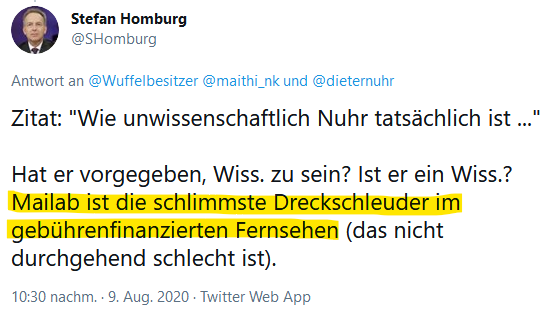 Stefan Homburg
@SHomburg
Antwort an @Wuffelbesitzer @maithi_nk und @dieternuhr
Zitat: "Wie unwissenschaftlich Nuhr tatsächlich ist ..."
Hat er vorgegeben, Wiss. zu sein? Ist er ein Wiss.?
Mailab ist die schlimmste Dreckschleuder im
gebührenfinanzierten Fernsehen (das nicht
durchgehend schlecht ist).
10:30 nachm. · 9. Aug. 2020 · Twitter Web App